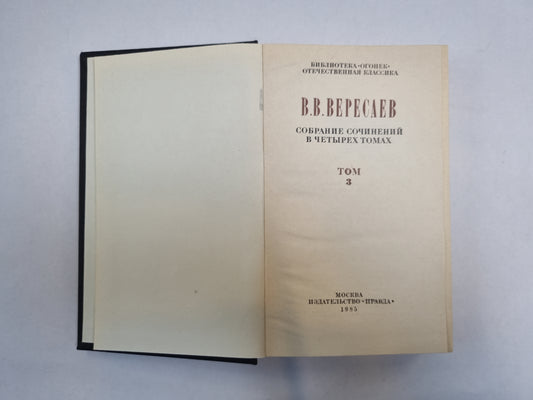 БИБЛИОТЕКА «ОГОНЕК»
ОТЕЧЕСТВЕННАЯ КЛАССИКА
В.В.ВЕРЕСАЕВ
СОБРАНИЕ СОЧИНЕНИЙ
В ЧЕТЫРЕХ ТОМАХ
ТОМ
3
МОСКВА
ИЗДАТЕЛЬСТВО «ПРАВДА»
1985